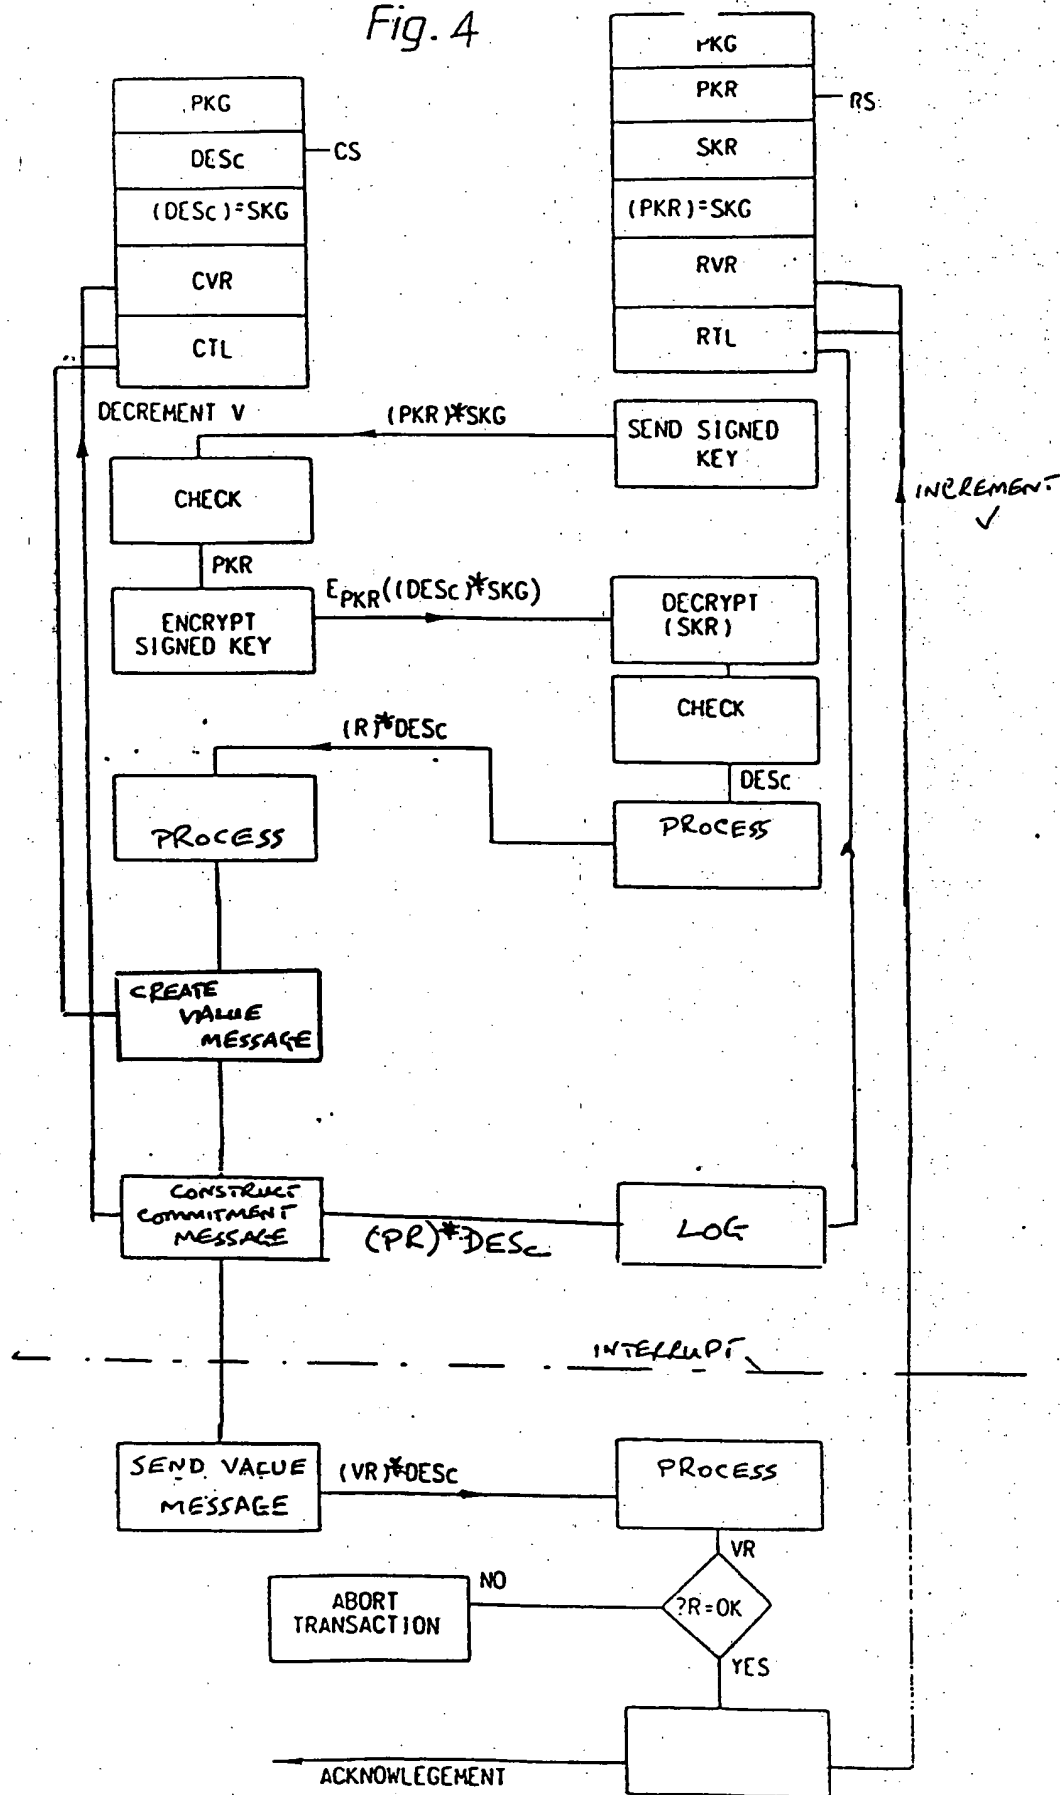 Fig. 4
PKG
DESc
CS
(DESc)=SKG
CVR
CTL
PKG
PKR
RS
SKR
(PKR)=SKG
RVR
RTL
DECREMENT V
(PKR)*SKG
SEND SIGNED
KEY
INCREMENT
V
CHECK
PKR
ENCRYPT
SIGNED KEY
EPKR((DESc)*SKG)
DECRYPT
(SKR)
CHECK
DESc
(R)*DESc
PROCESS
PROCESS
CREATE
VALUE
MESSAGE
CONSTRUCT
COMMITMENT
MESSAGE
(PR)*DESc
LOG
INTERRUPT
SEND VALUE
MESSAGE
(VR)*DESc
PROCESS
VR
NO
ABORT
TRANSACTION
?R=OK
YES
ACKNOWLEGEMENT